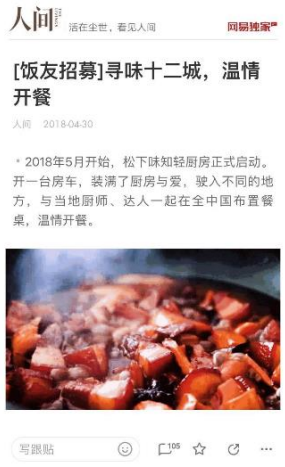 人间
THE LIVINGS
活在尘世，看见人间
网易独家
[饭友招募]寻味十二城，温情
开餐
人间 2018-04-30
2018年5月开始，松下味知轻厨房正式启动。
开一台房车，装满了厨房与爱，驶入不同的地
方，与当地厨师、达人一起在全中国布置餐
桌，温情开餐。
写跟贴
105